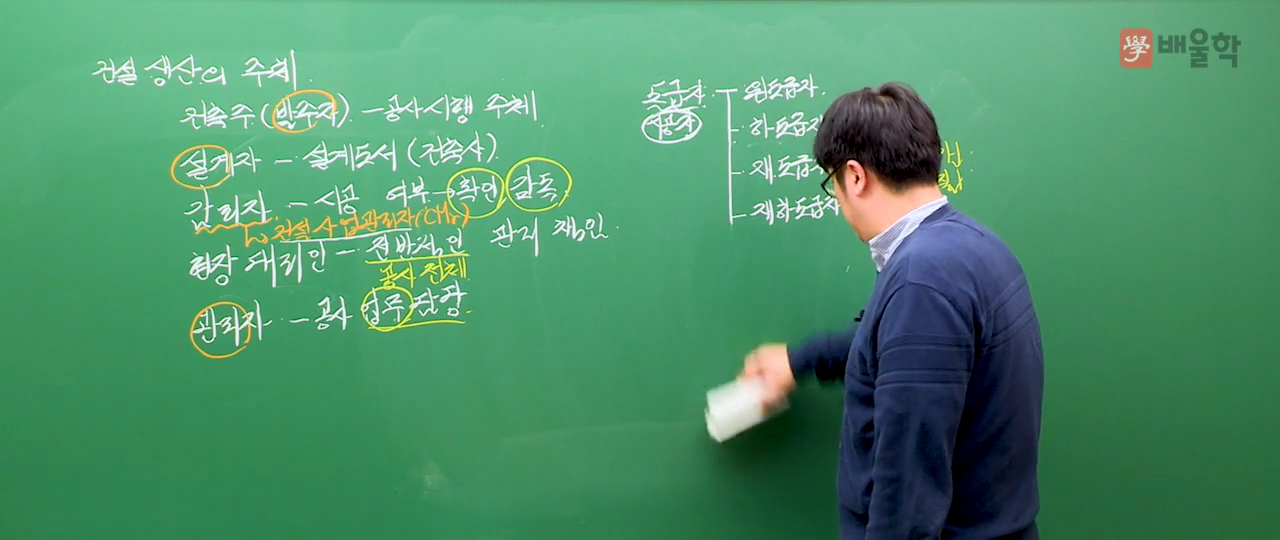 건설 생산의 주체.
건축주(발주자) - 공사시행 주체.
설계자 - 설계도서 (건축사).
감리자 - 시공 여부→확인 감독
↳ 건설사업관리자(CMr)
현장 대리인 - 전반적인 관리 책임인.
공사 전체
관리자 - 공사 업무담당
도급자 - 원도급자.
시공자
- 하도급자
- 재도급
- 재하도급자
學 배울학